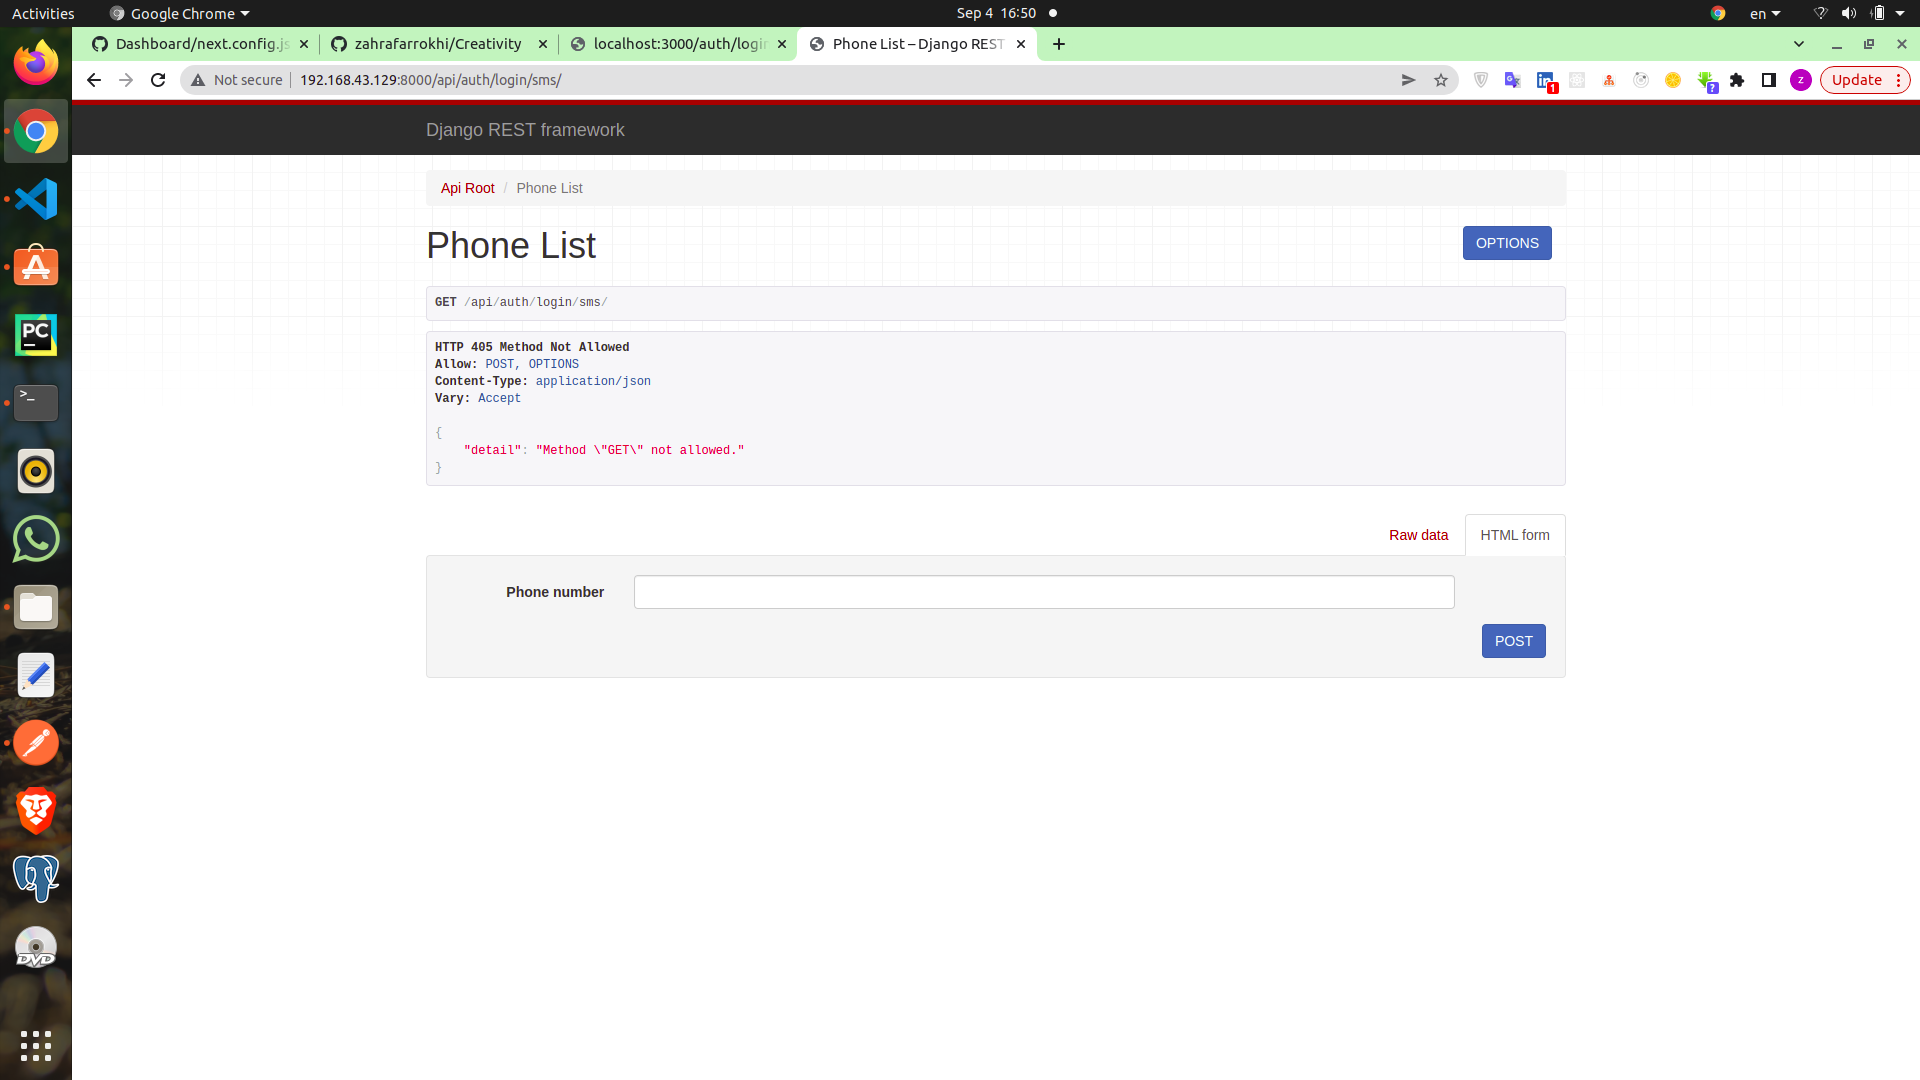 Activities
Google Chrome
Sep 4 16:50
en
Dashboard/next.config.js
zahrafarrokhi/Creativity
localhost:3000/auth/login
Phone List – Django REST
Not secure
192.168.43.129:8000/api/auth/login/sms/
1
?
z
Update
Django REST framework
Api Root / Phone List
Phone List
OPTIONS
GET /api/auth/login/sms/
HTTP 405 Method Not Allowed
Allow: POST, OPTIONS
Content-Type: application/json
Vary: Accept
{
"detail": "Method \"GET\" not allowed."
}
Raw data
HTML form
Phone number
POST
PC
>_
DVD